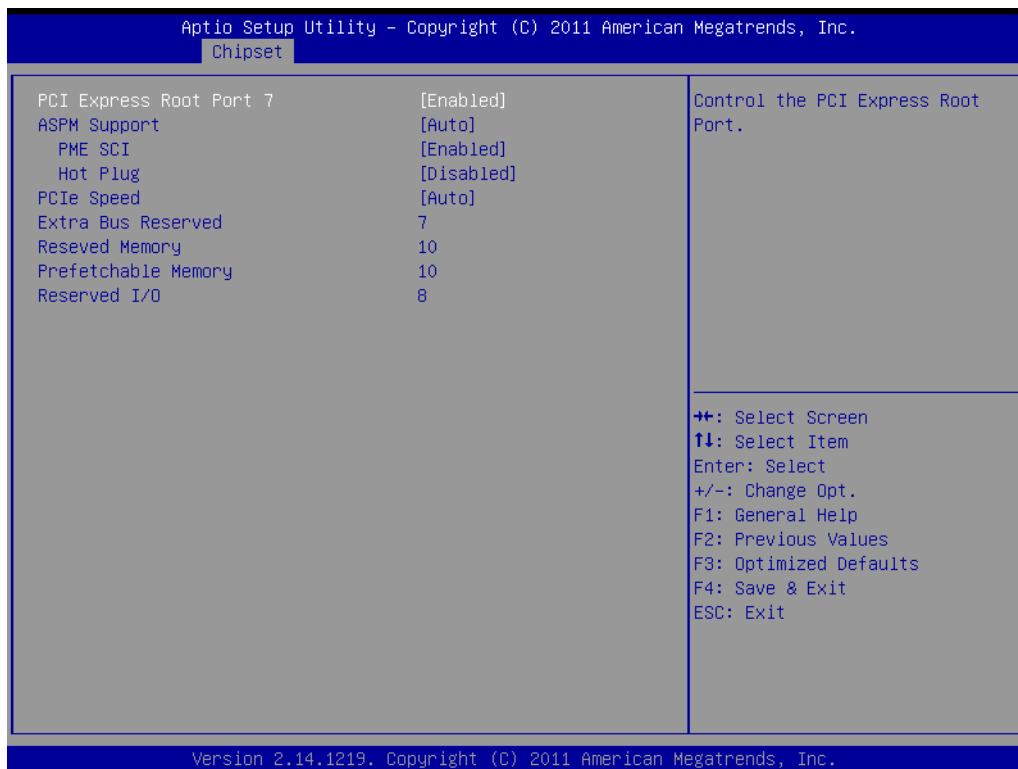 Aptio Setup Utility – Copyright (C) 2011 American Megatrends, Inc.
Chipset
PCI Express Root Port 7 [Enabled]
ASPM Support [Auto]
PME SCI [Enabled]
Hot Plug [Disabled]
PCIe Speed [Auto]
Extra Bus Reserved 7
Reseved Memory 10
Prefetchable Memory 10
Reserved I/O 8
Control the PCI Express Root
Port.
→←: Select Screen
↑↓: Select Item
Enter: Select
+/-: Change Opt.
F1: General Help
F2: Previous Values
F3: Optimized Defaults
F4: Save & Exit
ESC: Exit
Version 2.14.1219. Copyright (C) 2011 American Megatrends, Inc.